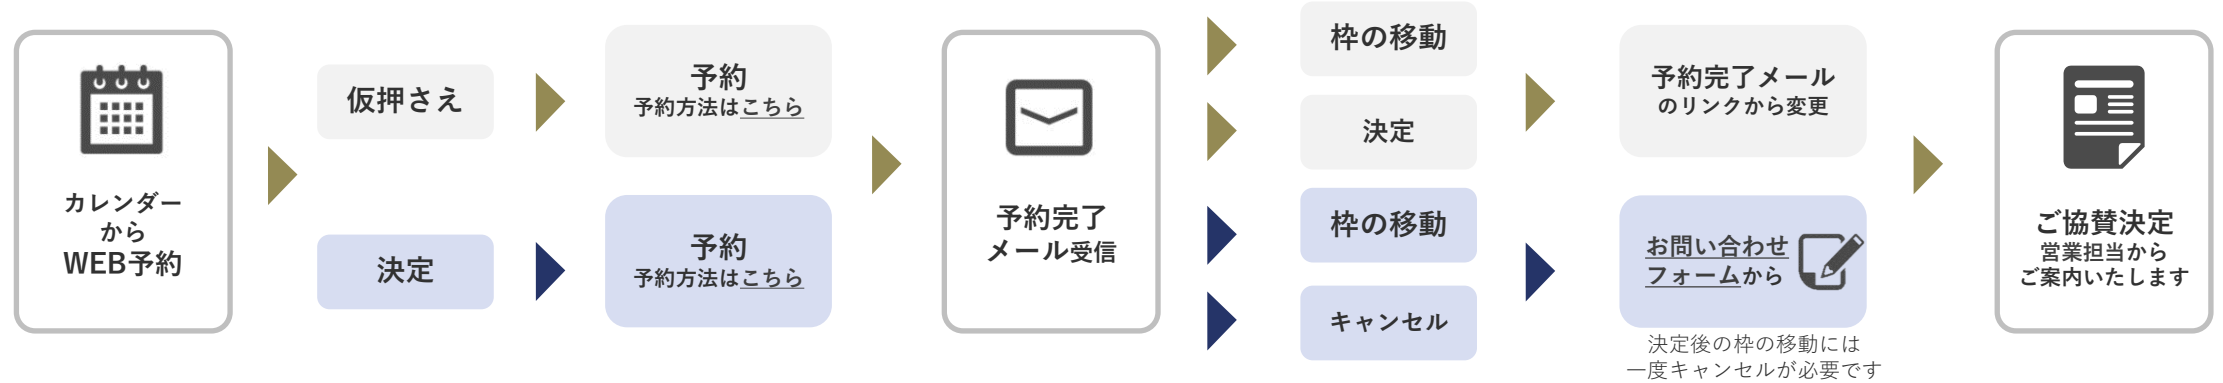 カレンダー
から
WEB予約
仮押さえ
予約
予約方法はこちら
決定
予約
予約方法はこちら
予約完了
メール受信
枠の移動
決定
予約完了メール
のリンクから変更
枠の移動
キャンセル
お問い合わせ
フォームから
決定後の枠の移動には
一度キャンセルが必要です
ご協賛決定
営業担当から
ご案内いたします